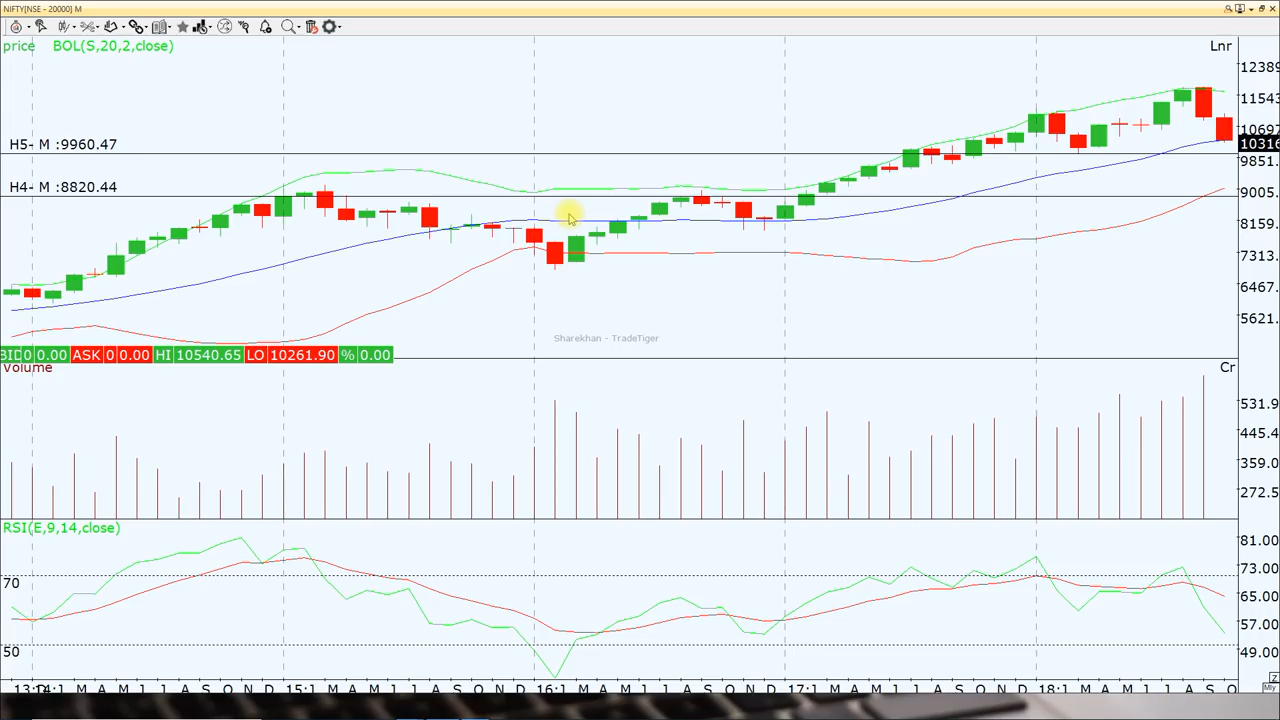 NIFTY[NSE - 20000] M
price BOL(S,20,2,close)
Lnr
12389
11543
H5- M :9960.47
10697
10316
9851
H4- M :8820.44
9005
8159
7313
6467
5621
Sharekhan - TradeTiger
BID 0 0.00 ASK 0 0.00 HI 10540.65 LO 10261.90 % 0.00
Volume
Cr
531.9
445.4
359.0
272.5
RSI(E,9,14,close)
81.00
70
73.00
65.00
57.00
50
49.00
M A M J J A S O N D 15:1 M A M J J A S O N D 16:1 M A M J J A S O N D 17:1 M A M J J A S O N D 18:1 M A M J J A S O